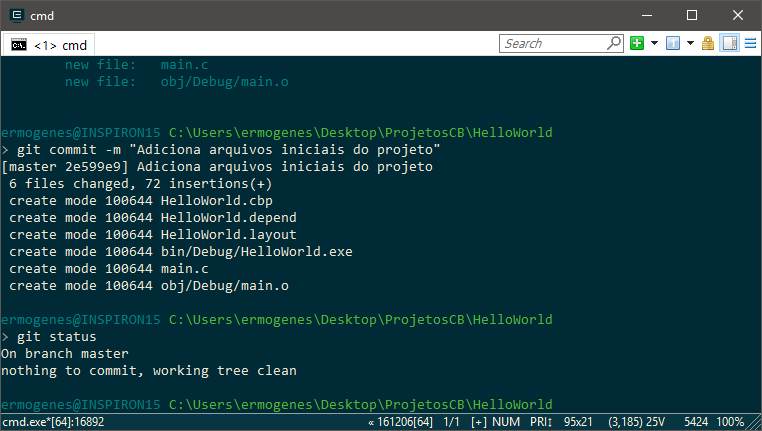 cmd
<1> cmd
Search
new file:   main.c
new file:   obj/Debug/main.o
ermogenes@INSPIRON15 C:\Users\ermogenes\Desktop\ProjetosCB\HelloWorld
> git commit -m "Adiciona arquivos iniciais do projeto"
[master 2e599e9] Adiciona arquivos iniciais do projeto
6 files changed, 72 insertions(+)
create mode 100644 HelloWorld.cbp
create mode 100644 HelloWorld.depend
create mode 100644 HelloWorld.layout
create mode 100644 bin/Debug/HelloWorld.exe
create mode 100644 main.c
create mode 100644 obj/Debug/main.o
ermogenes@INSPIRON15 C:\Users\ermogenes\Desktop\ProjetosCB\HelloWorld
> git status
On branch master
nothing to commit, working tree clean
ermogenes@INSPIRON15 C:\Users\ermogenes\Desktop\ProjetosCB\HelloWorld
cmd.exe*[64]:16892 « 161206[64] 1/1 [+] NUM PRI↕ 95x21 (3,185) 25V 5424 100%